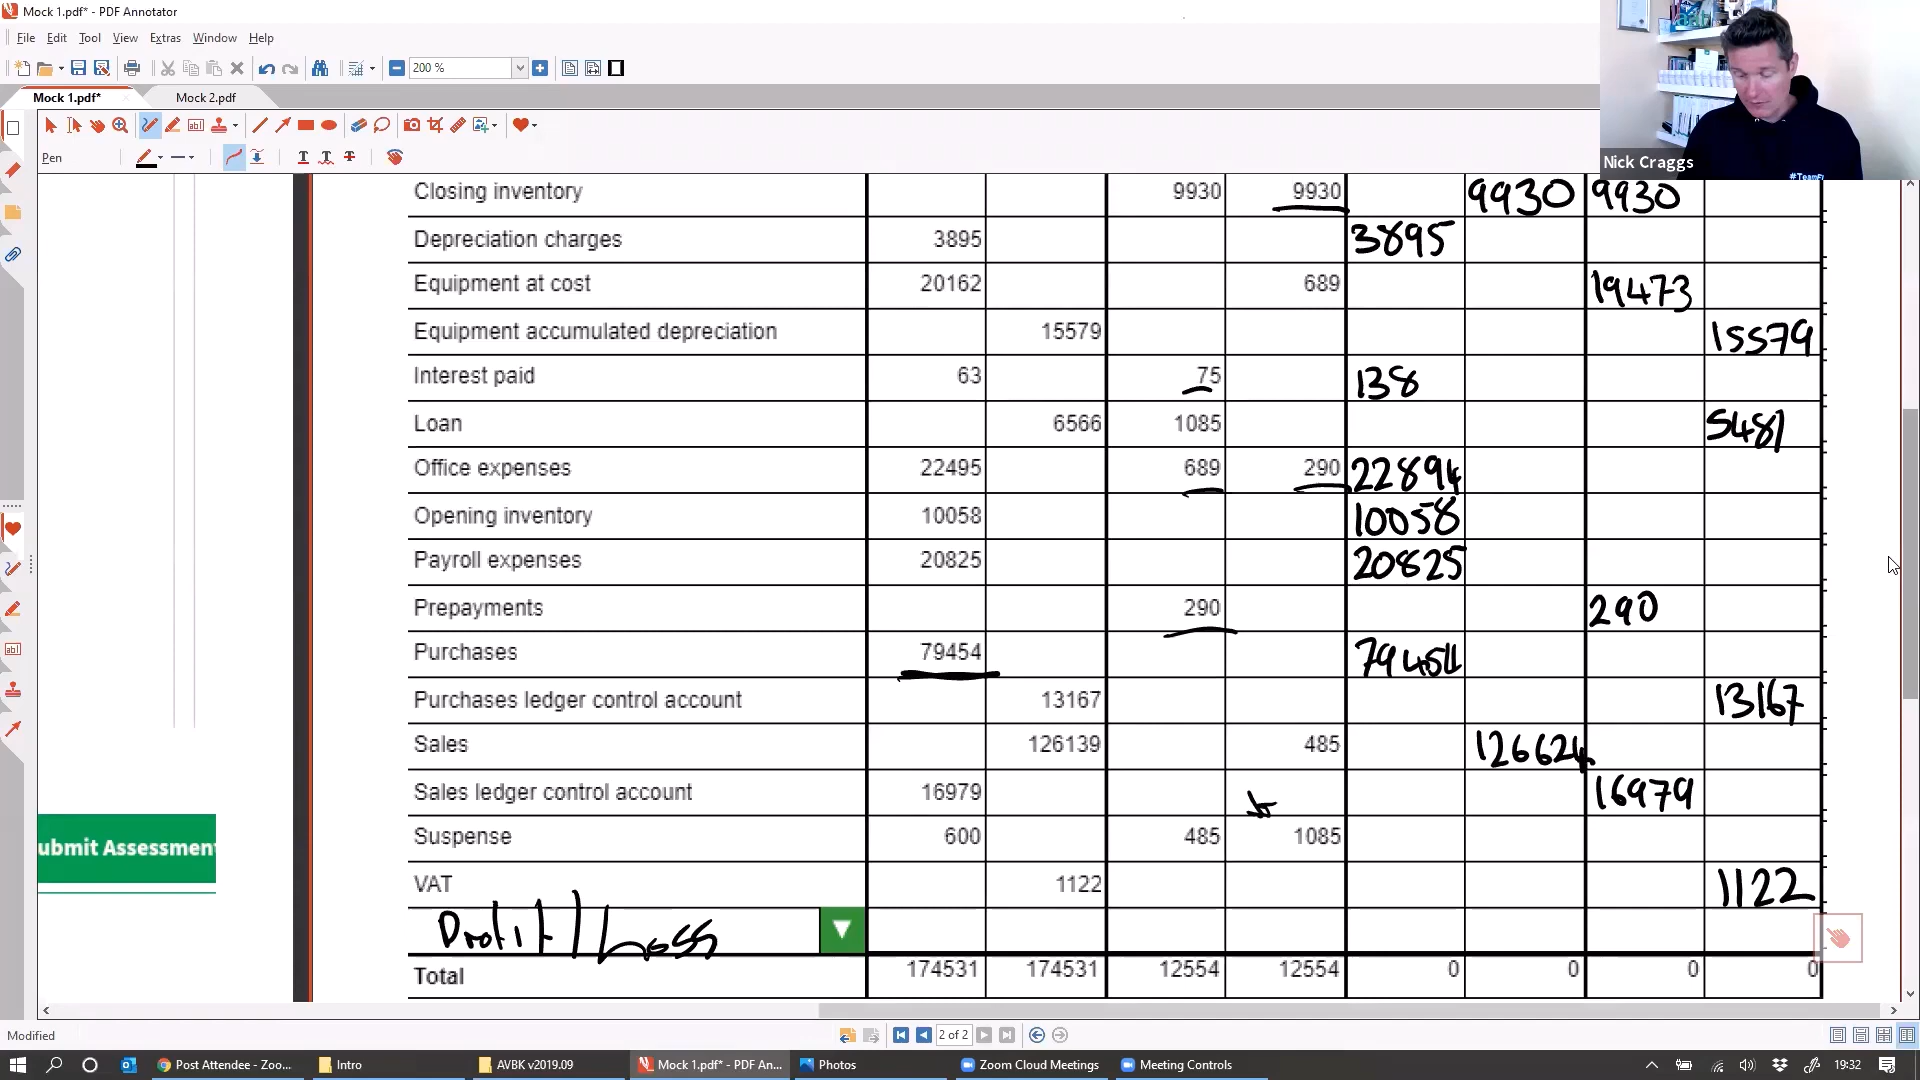 Mock 1.pdf* - PDF Annotator
File Edit Tool View Extras Window Help
200 %
Mock 1.pdf* Mock 2.pdf
Pen
Nick Craggs
Closing inventory 9930 9930 9930 9930
Depreciation charges 3895 3895
Equipment at cost 20162 689 19473
Equipment accumulated depreciation 15579 15579
Interest paid 63 75 138
Loan 6566 1085 5481
Office expenses 22495 689 290 22894
Opening inventory 10058 10058
Payroll expenses 20825 20825
Prepayments 290 290
Purchases 79454 79454
Purchases ledger control account 13167 13167
Sales 126139 485 126624
Sales ledger control account 16979 16979
Suspense 600 485 1085
ubmit Assessment
VAT 1122 1122
Profit / Loss
Total 174531 174531 12554 12554 0 0 0 0
2 of 2
Modified
Post Attendee - Zoo... Intro AVBK v2019.09 Mock 1.pdf* - PDF An... Photos Zoom Cloud Meetings Meeting Controls 19:32